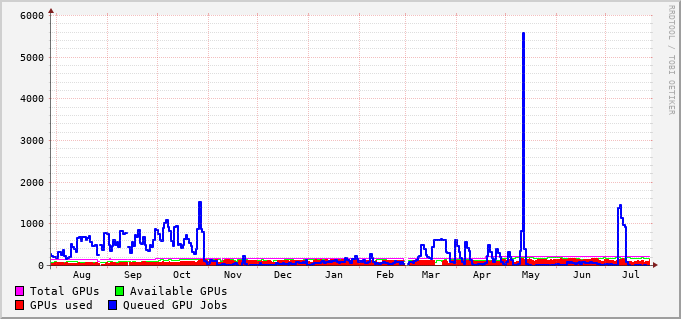 6000
5000
4000
3000
2000
1000
0
Aug Sep Oct Nov Dec Jan Feb Mar Apr May Jun Jul
Total GPUs Available GPUs
GPUs used Queued GPU Jobs
RRDTOOL / TOBI OETIKER